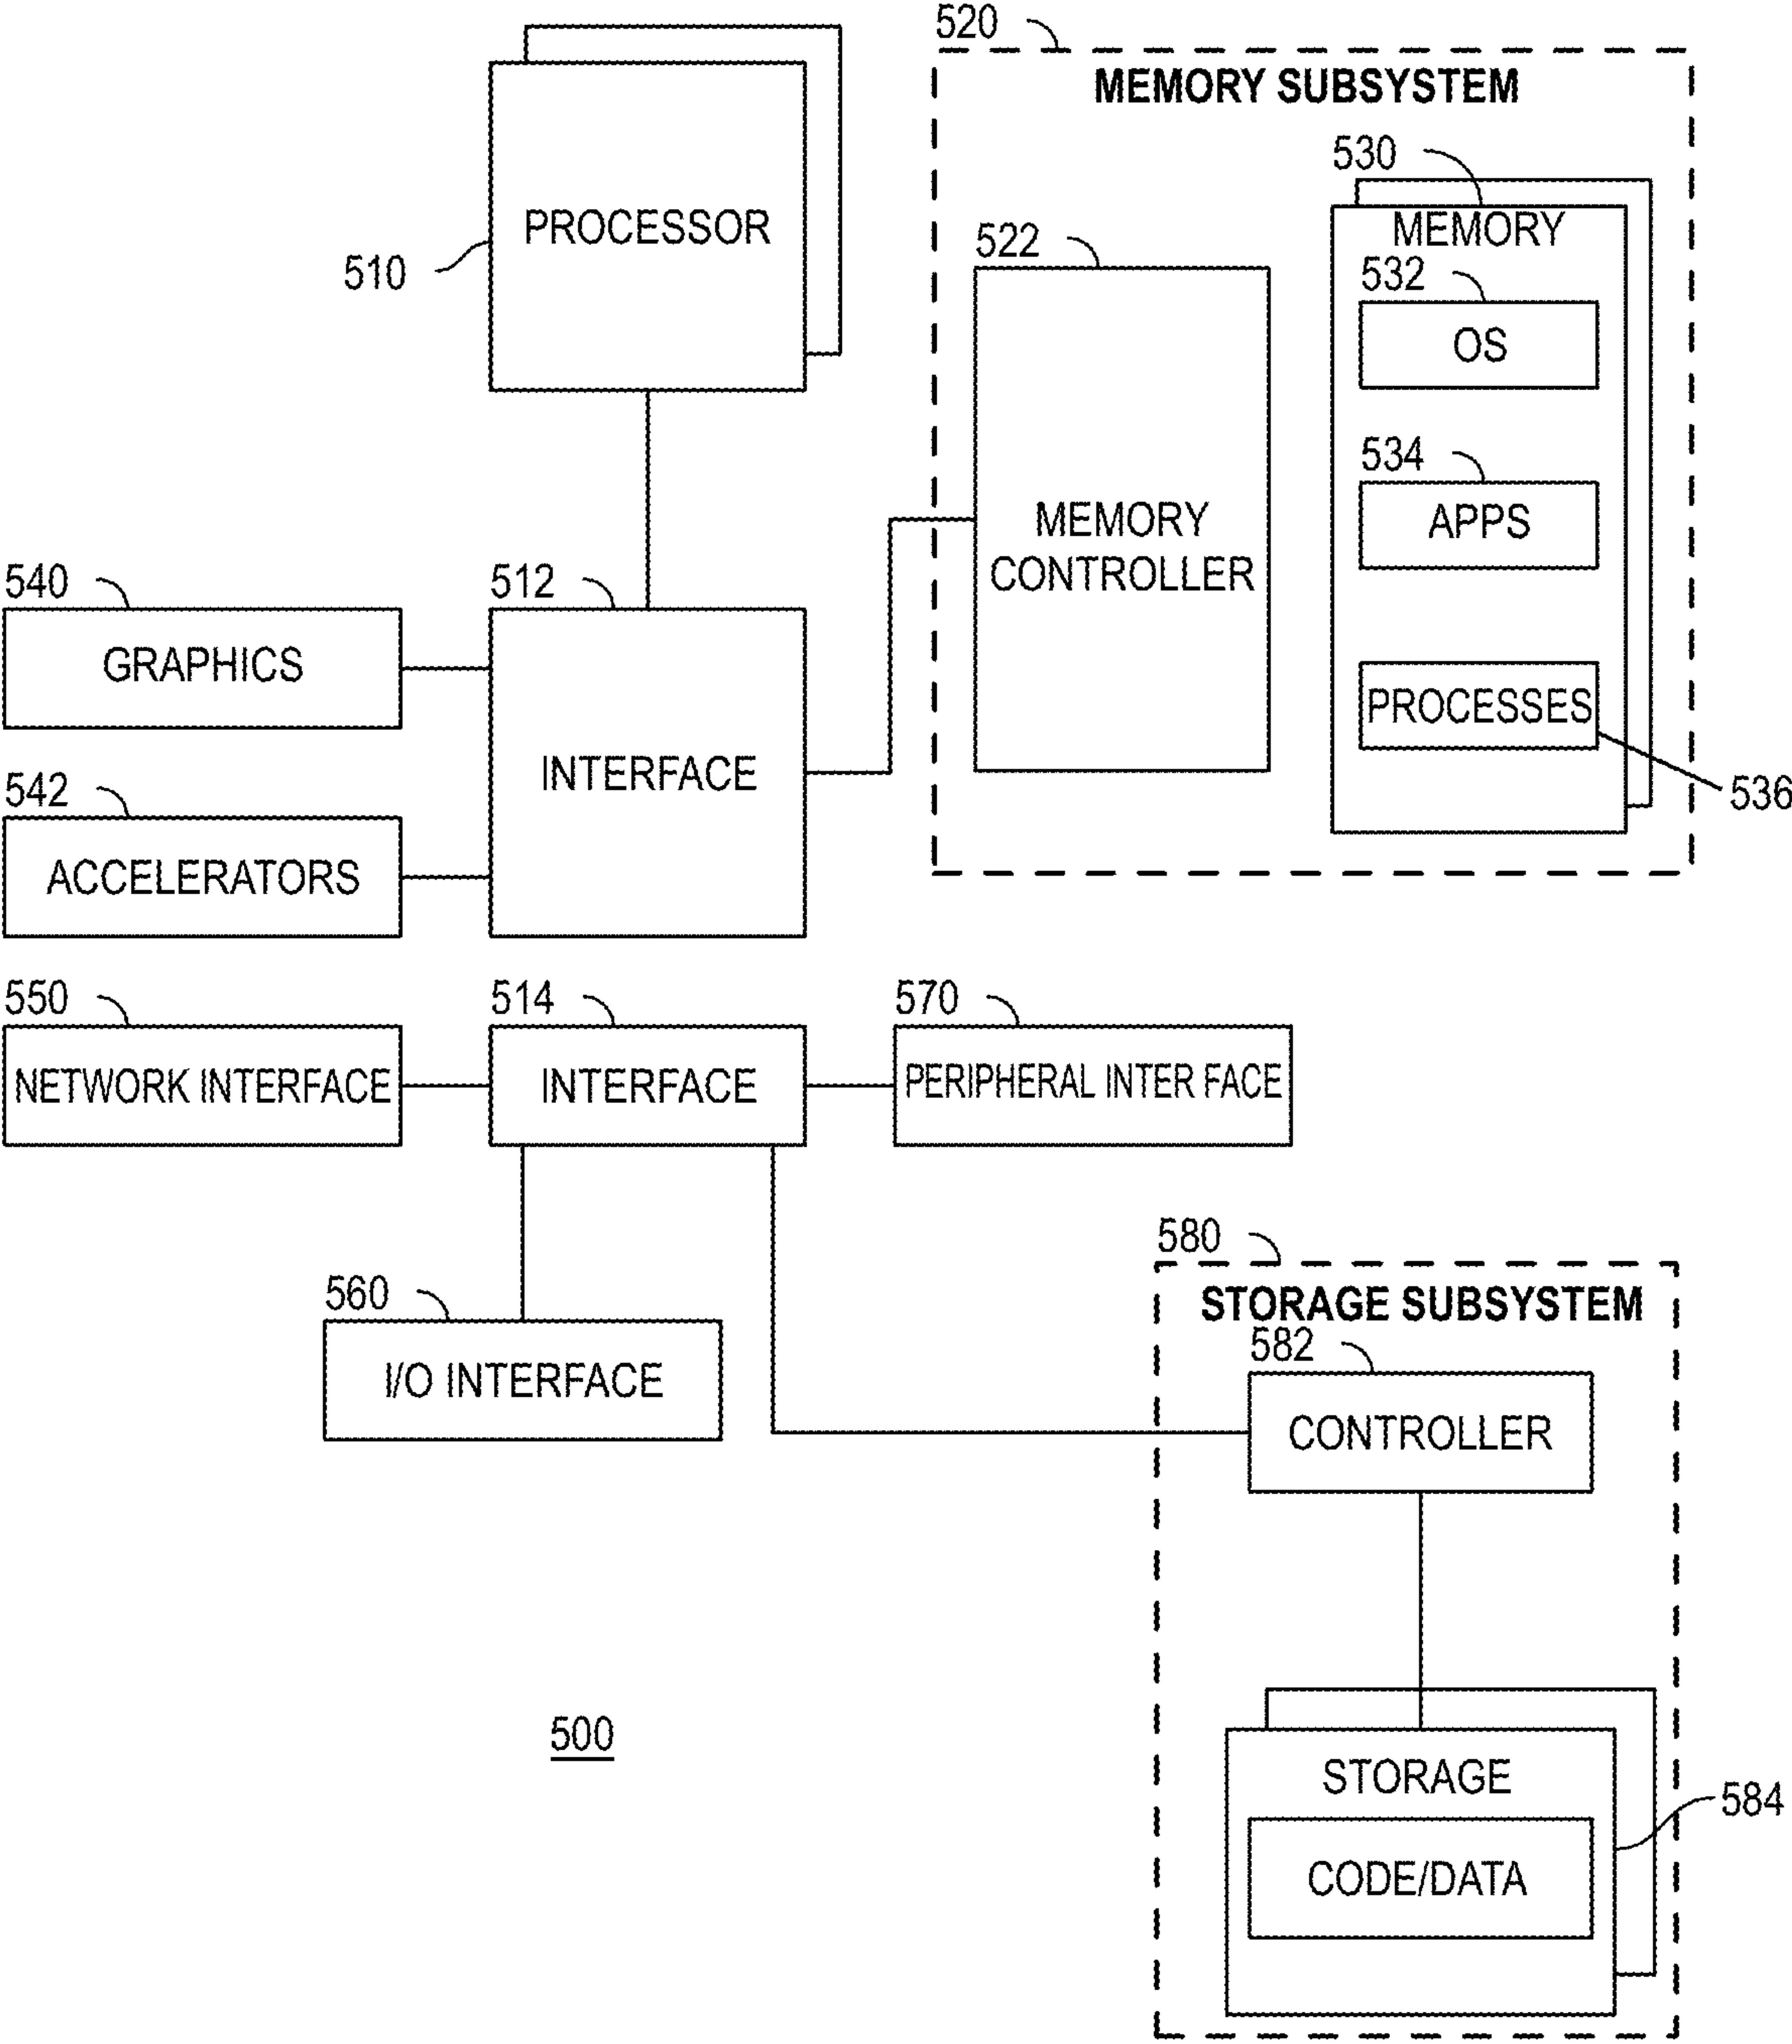 520
MEMORY SUBSYSTEM
530
MEMORY
PROCESSOR
510
522
532
OS
534
APPS
MEMORY
CONTROLLER
540
512
GRAPHICS
PROCESSES
536
INTERFACE
542
ACCELERATORS
550
514
570
NETWORK INTERFACE
INTERFACE
PERIPHERAL INTER FACE
580
STORAGE SUBSYSTEM
560
I/O INTERFACE
582
CONTROLLER
500
STORAGE
584
CODE/DATA